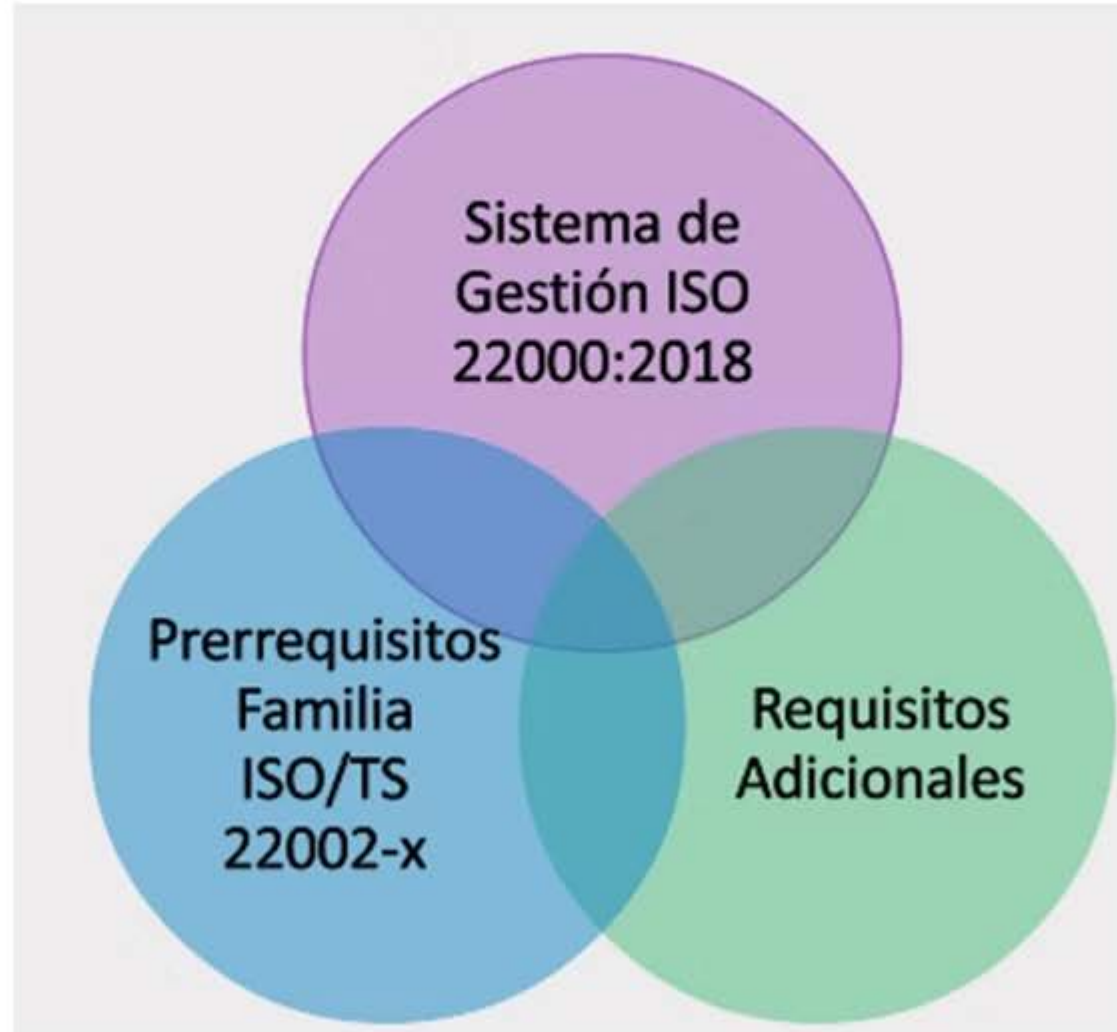 Sistema de
Gestión ISO
22000:2018
Prerrequisitos
Familia
ISO/TS
22002-x
Requisitos
Adicionales